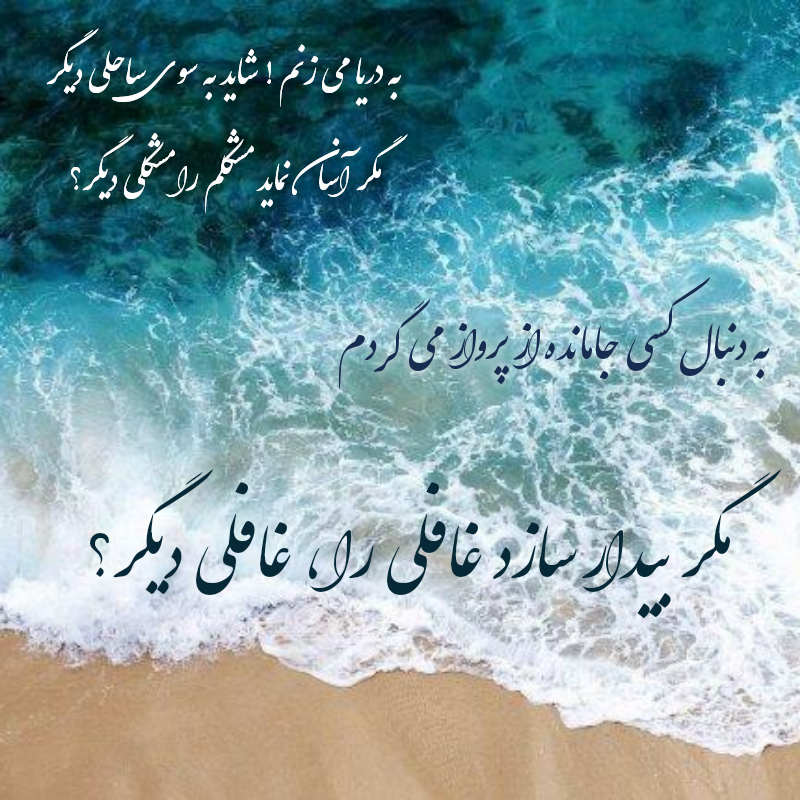 به دریا می زنم ! شاید به سوی ساحلی دیگر
مگر آسان نماید مشکلم را مشکلی دیگر؟
به دنبال کسی جامانده از پرواز می گردم
مگر بیدار سازد غافلی را، غافلی دیگر؟